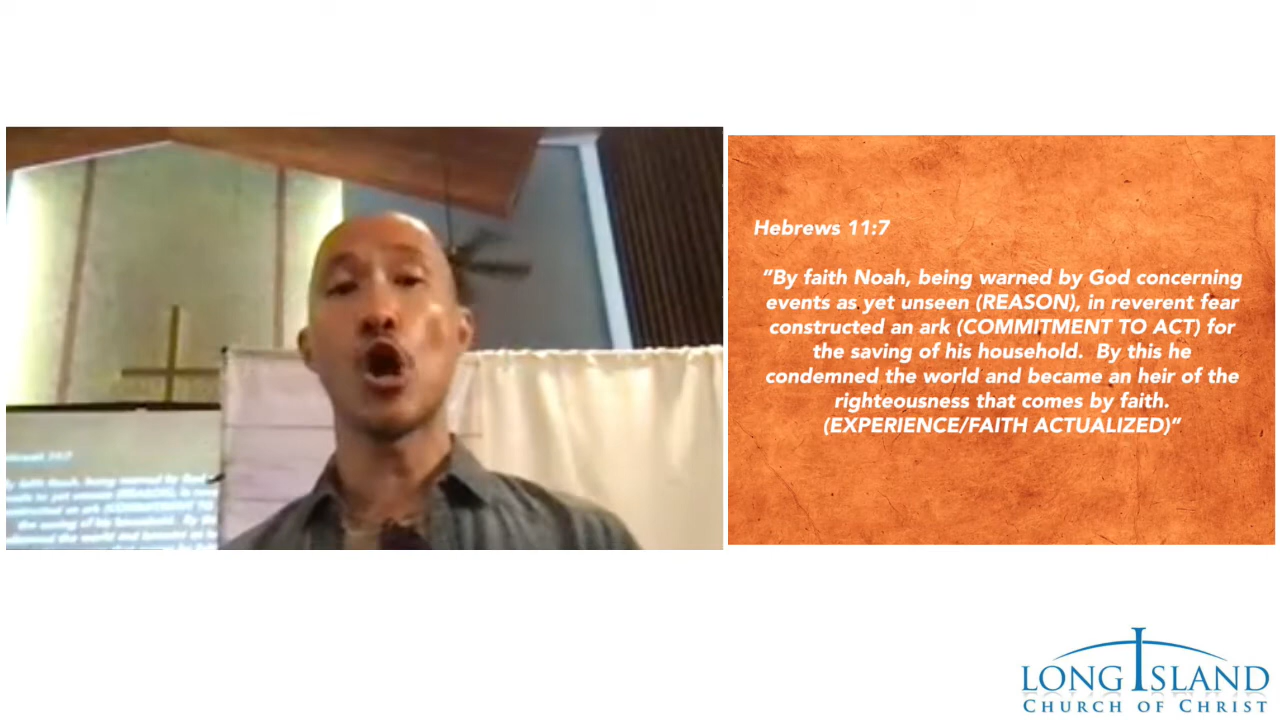 Hebrews 11:7
"By faith Noah, being warned by God concerning
events as yet unseen (REASON), in reverent fear
constructed an ark (COMMITMENT TO ACT) for
the saving of his household.  By this he
condemned the world and became an heir of the
righteousness that comes by faith.
(EXPERIENCE/FAITH ACTUALIZED)"
LONG ISLAND
CHURCH OF CHRIST